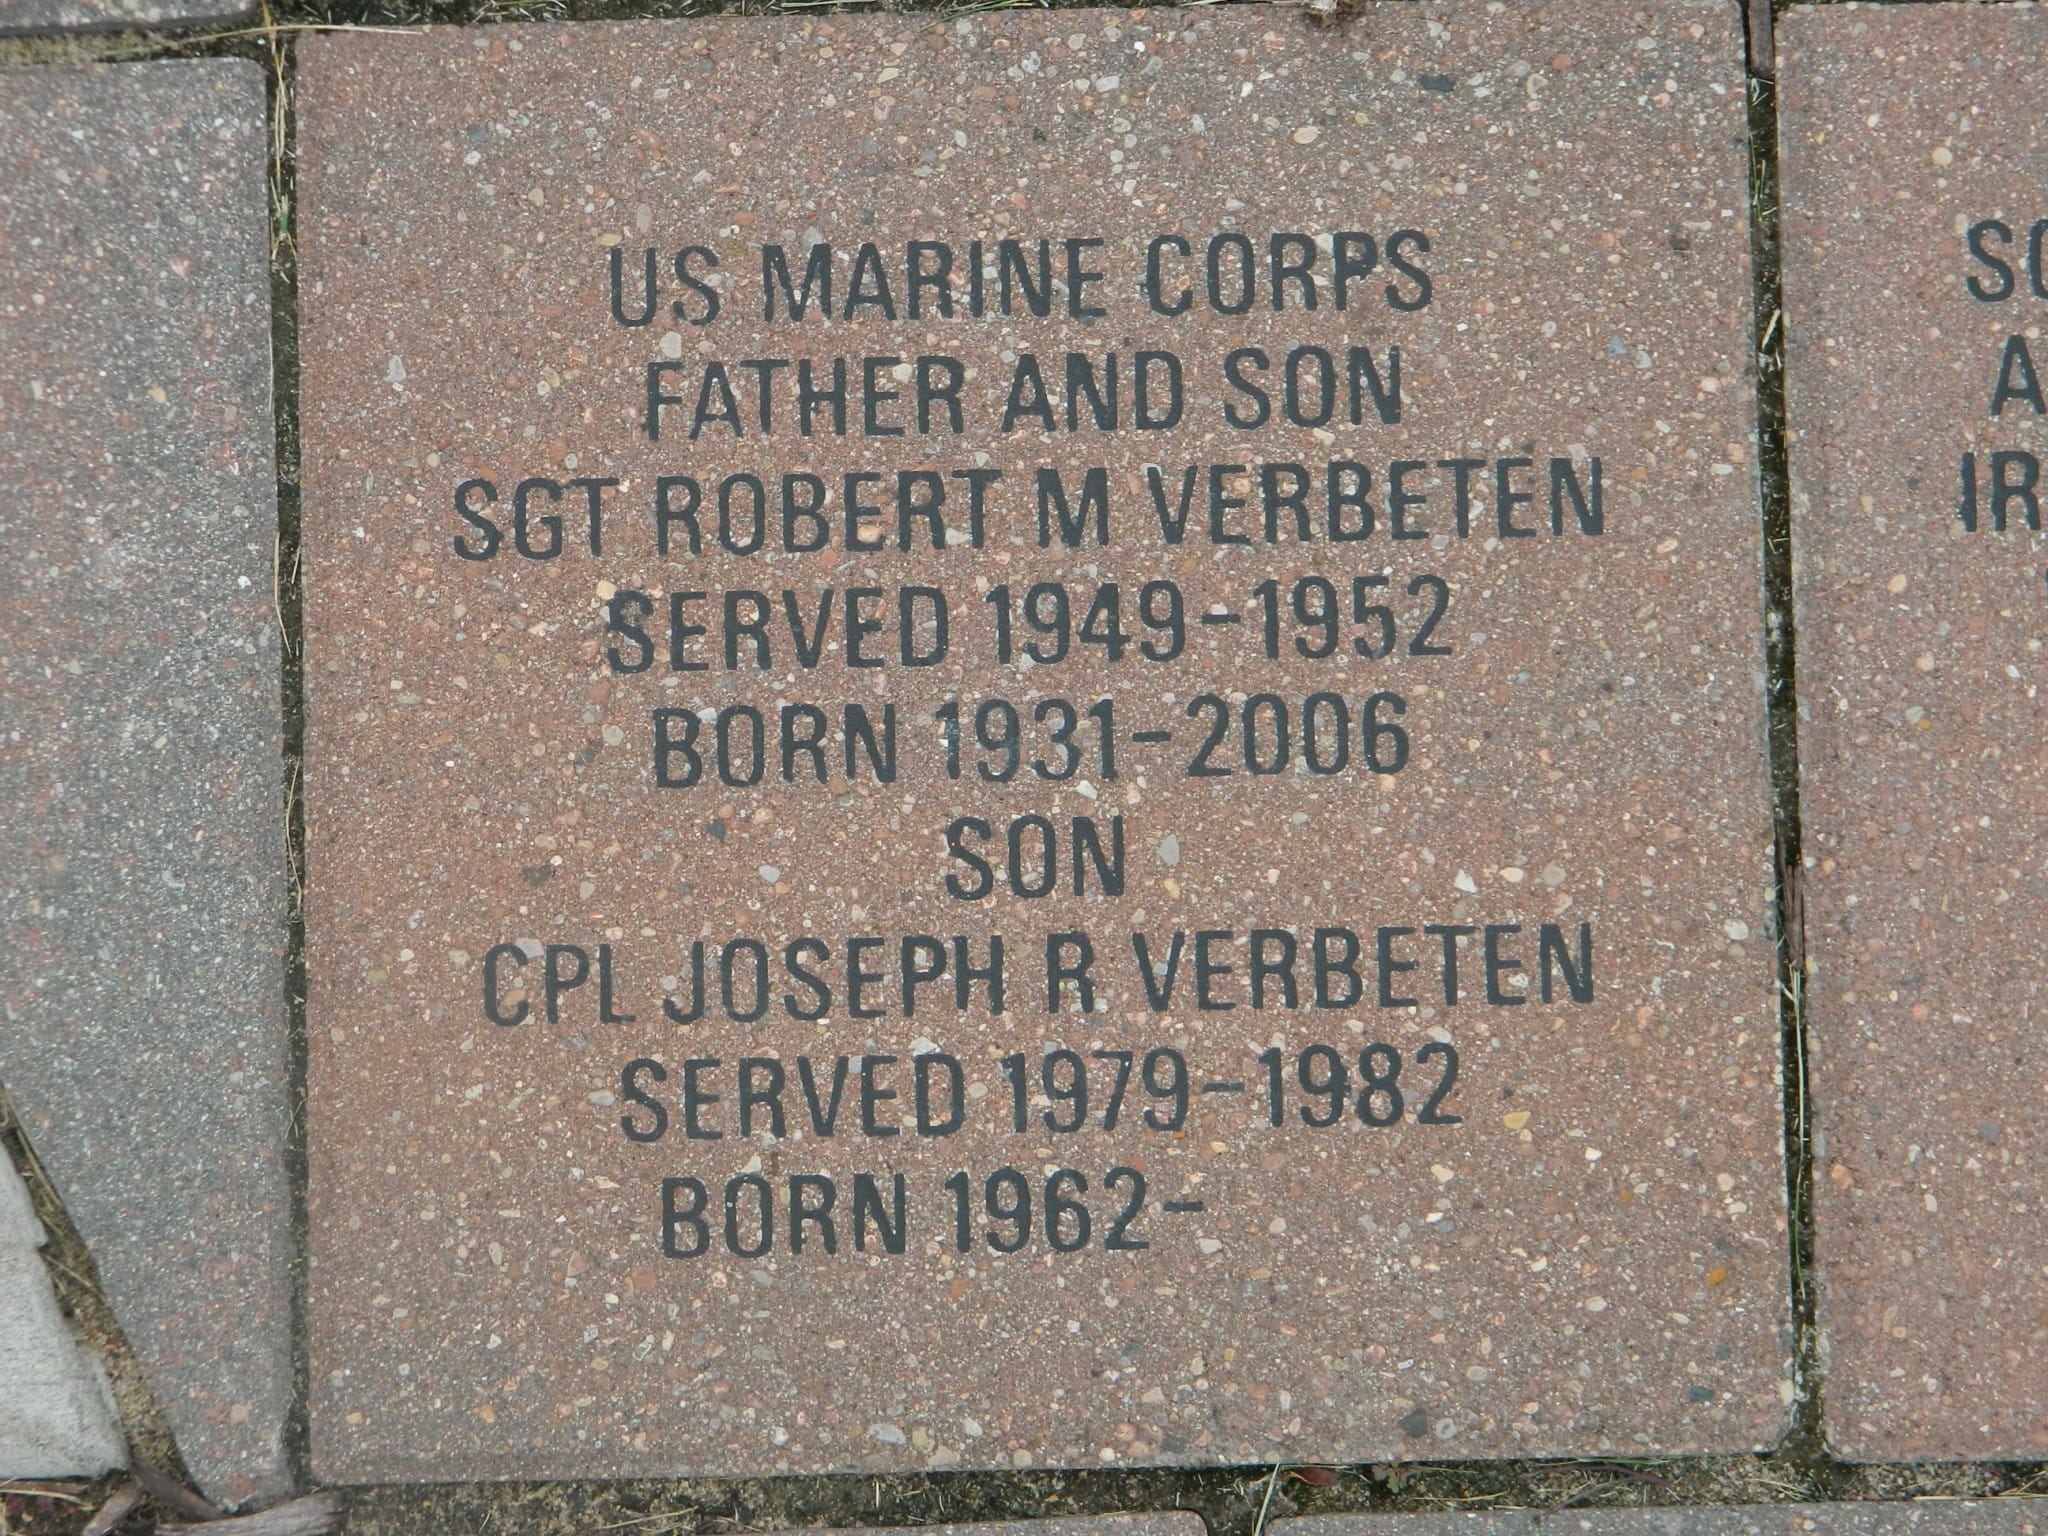 US MARINE CORPS
FATHER AND SON
SGT ROBERT M VERBETEN
SERVED 1949-1952
BORN 1931-2006
SON
CPL JOSEPH R VERBETEN
SERVED 1979-1982
BORN 1962-